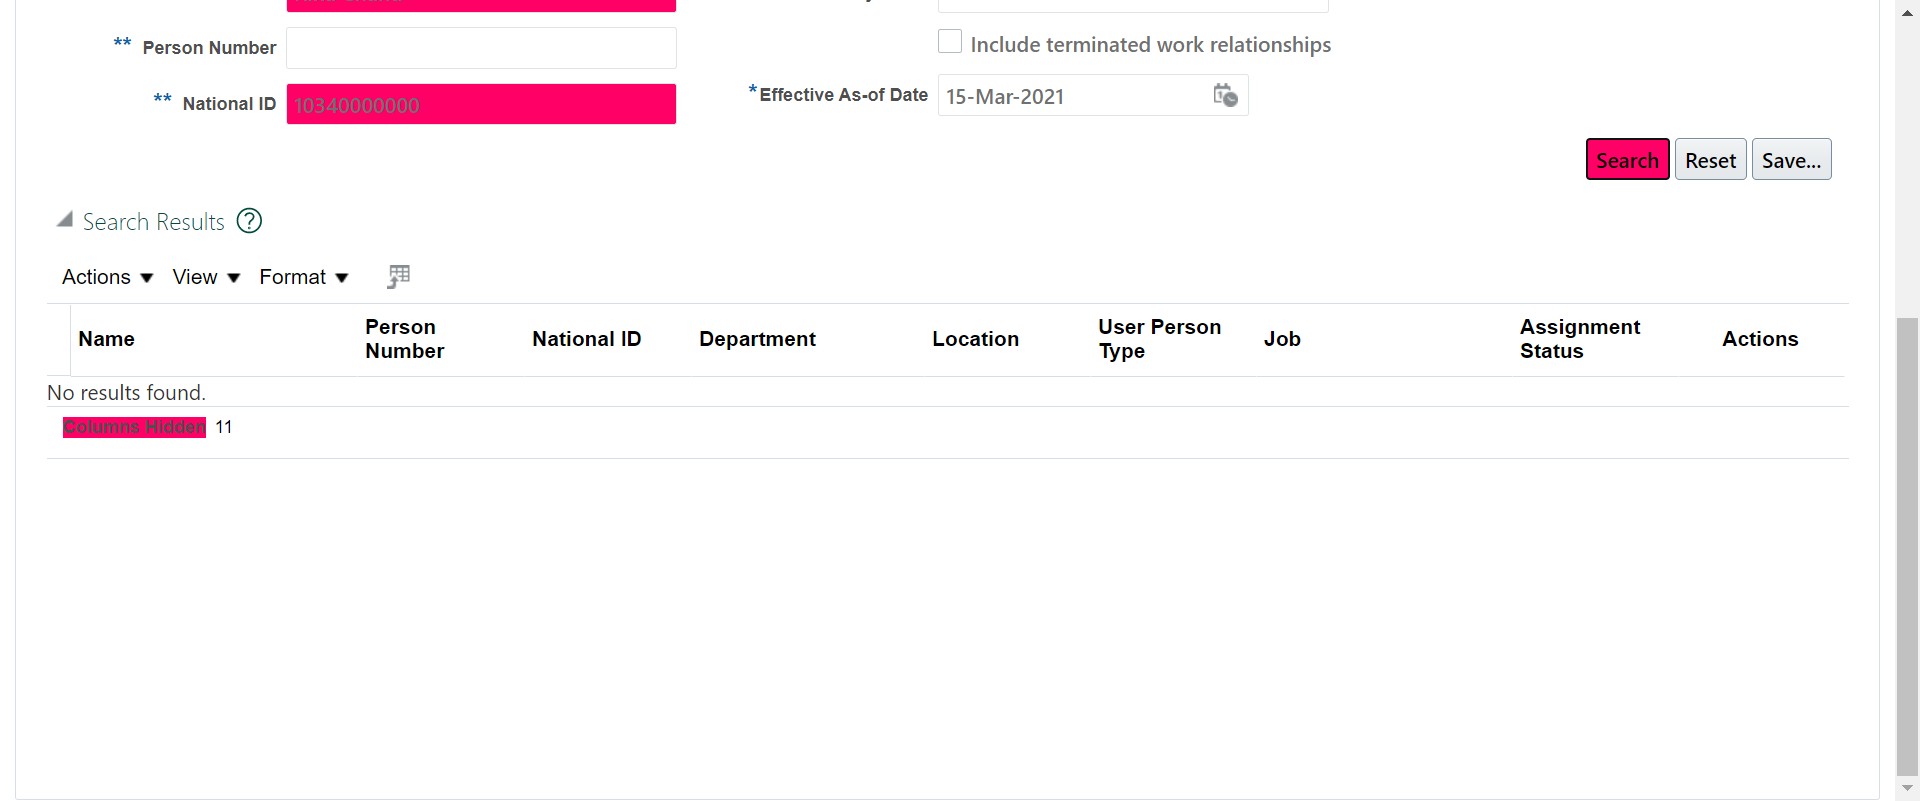 ** Person Number
Include terminated work relationships
** National ID 10340000000
*Effective As-of Date 15-Mar-2021
Search Reset Save...
Search Results ?
Actions View Format
Name Person Number National ID Department Location User Person Type Job Assignment Status Actions
No results found.
Columns Hidden 11